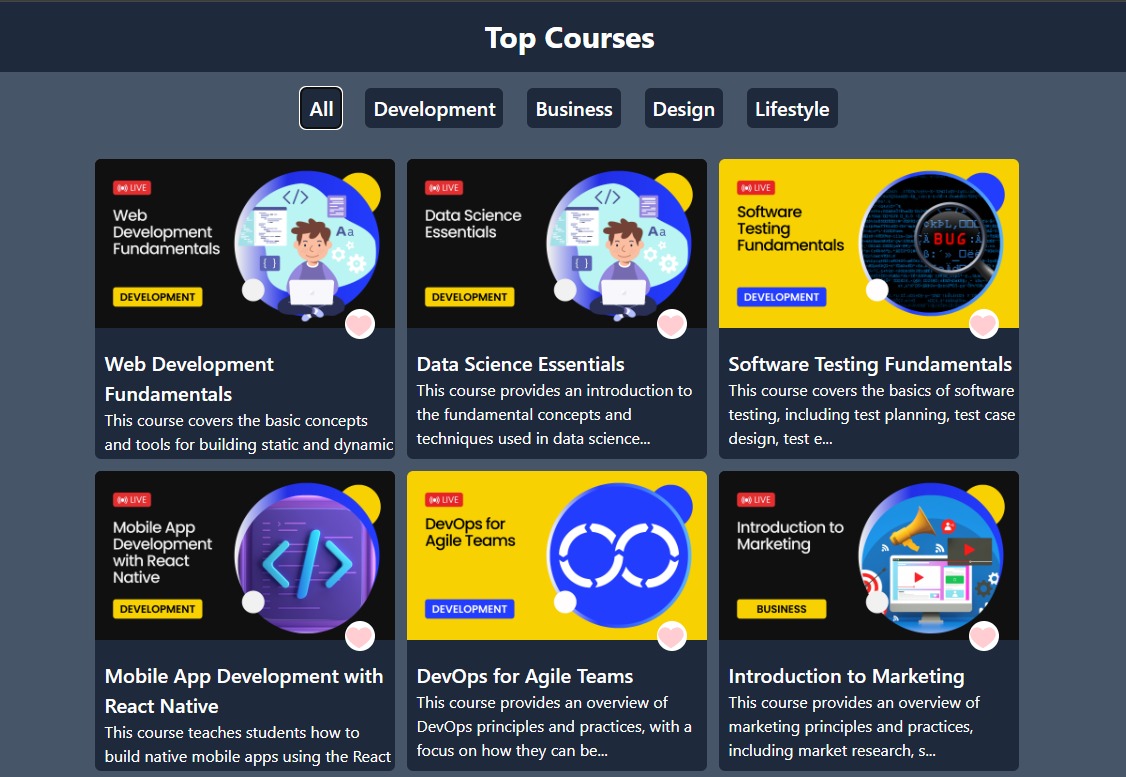 Top Courses
All
Development
Business
Design
Lifestyle
LIVE
Web
Development
Fundamentals
DEVELOPMENT
Aa
Web Development
Fundamentals
This course covers the basic concepts
and tools for building static and dynamic
LIVE
Data Science
Essentials
DEVELOPMENT
Aa
Data Science Essentials
This course provides an introduction to
the fundamental concepts and
techniques used in data science...
LIVE
Software
Testing
Fundamentals
DEVELOPMENT
BUG
Software Testing Fundamentals
This course covers the basics of software
testing, including test planning, test case
design, test e...
LIVE
Mobile App
Development
with React
Native
DEVELOPMENT
</>
Mobile App Development with
React Native
This course teaches students how to
build native mobile apps using the React
LIVE
DevOps for
Agile Teams
DEVELOPMENT
DevOps for Agile Teams
This course provides an overview of
DevOps principles and practices, with a
focus on how they can be...
LIVE
Introduction to
Marketing
BUSINESS
Introduction to Marketing
This course provides an overview of
marketing principles and practices,
including market research, s...